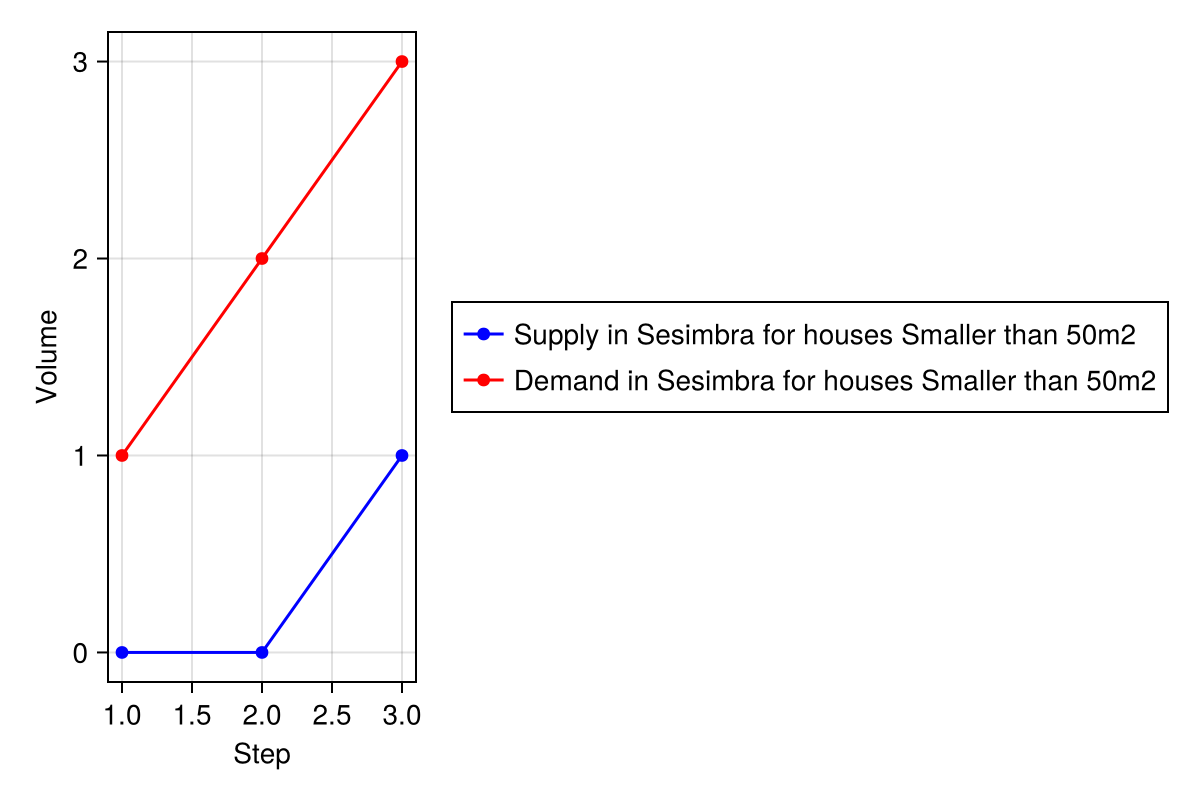 3
2
1
0
Volume
1.0 1.5 2.0 2.5 3.0
Step
Supply in Sesimbra for houses Smaller than 50m2
Demand in Sesimbra for houses Smaller than 50m2